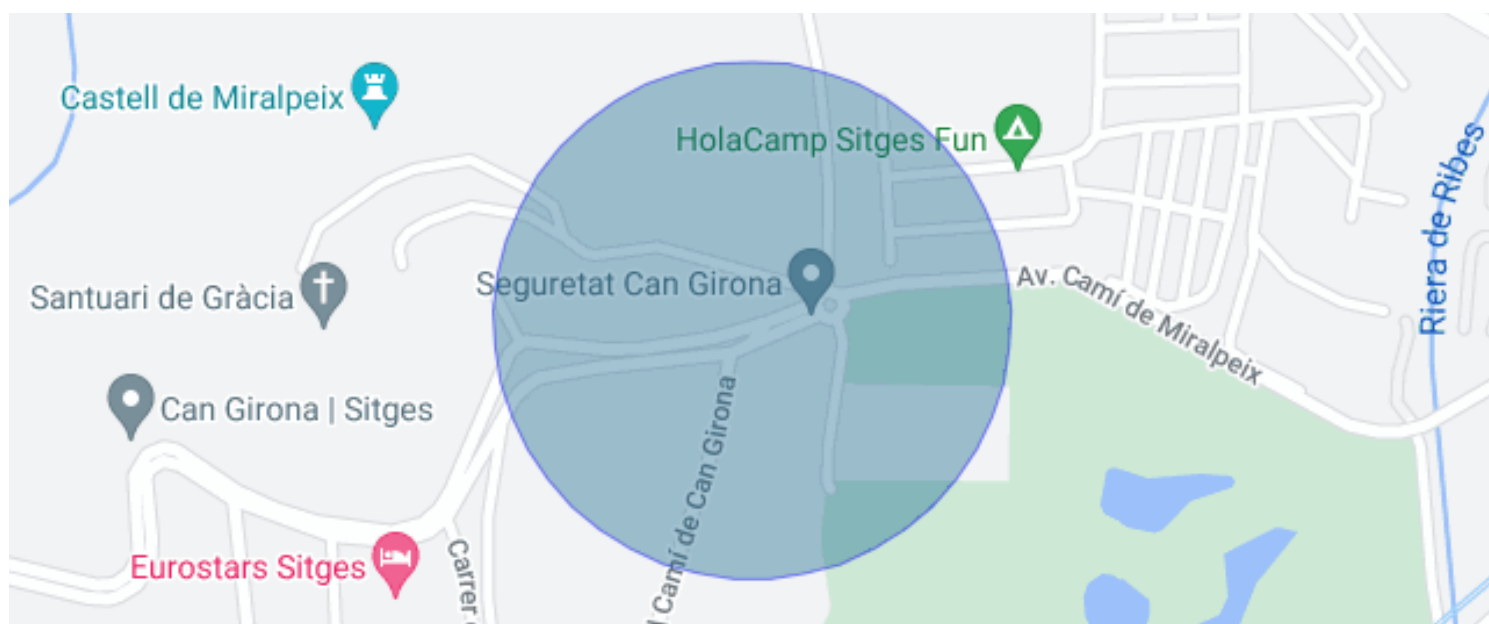 Castell de Miralpeix
HolaCamp Sitges Fun
Riera de Ribes
Seguretat Can Girona
Av. Camí de Miralpeix
Santuari de Gràcia
Can Girona | Sitges
Camí de Can Girona
Eurostars Sitges
Carrer